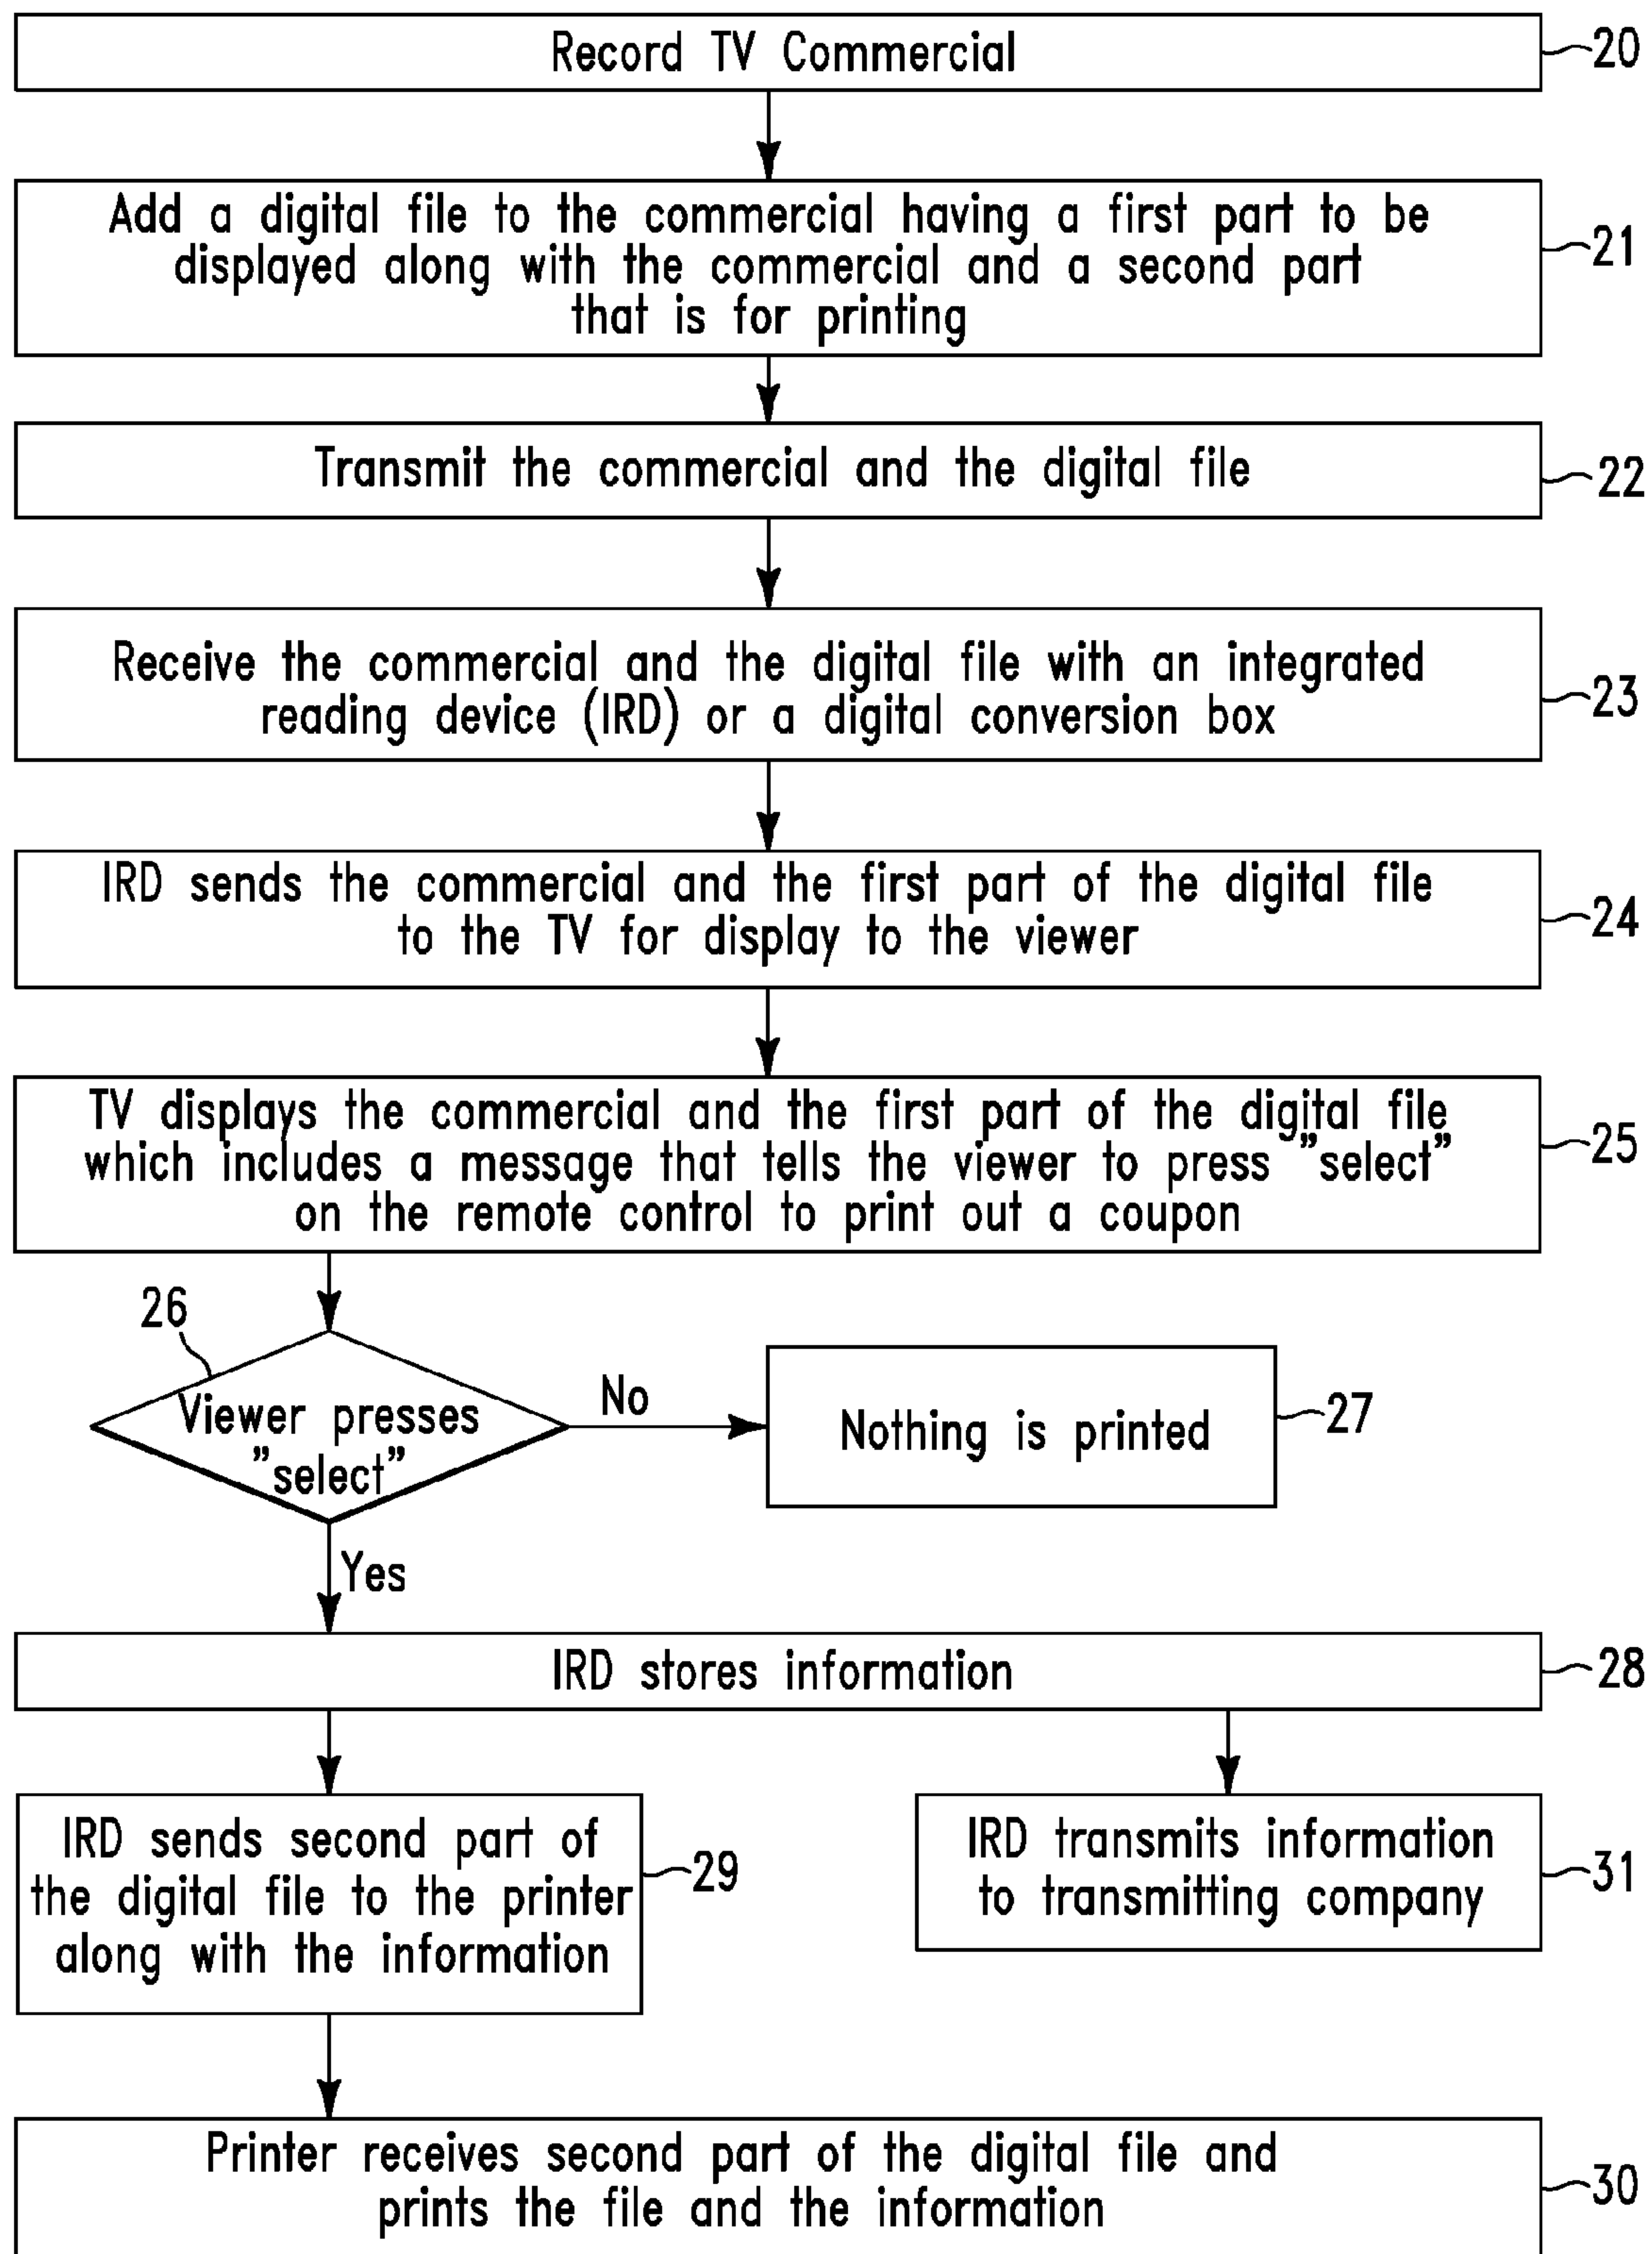 Record TV Commercial
20
Add a digital file to the commercial having a first part to be
displayed along with the commercial and a second part
that is for printing
21
Transmit the commercial and the digital file
22
Receive the commercial and the digital file with an integrated
reading device (IRD) or a digital conversion box
23
IRD sends the commercial and the first part of the digital file
to the TV for display to the viewer
24
TV displays the commercial and the first part of the digital file
which includes a message that tells the viewer to press "select"
on the remote control to print out a coupon
25
26
Viewer presses
"select"
No
Nothing is printed
27
Yes
IRD stores information
28
IRD sends second part of
the digital file to the printer
along with the information
29
IRD transmits information
to transmitting company
31
Printer receives second part of the digital file and
prints the file and the information
30